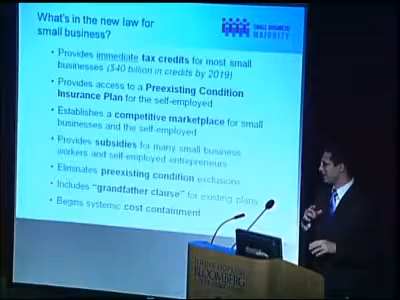 What's in the new law for
small business?
SMALL BUSINESS
MAJORITY
• Provides immediate tax credits for most small
businesses ($40 billion in credits by 2019)
• Provides access to a Preexisting Condition
Insurance Plan for the self-employed
• Establishes a competitive marketplace for small
businesses and the self-employed
• Provides subsidies for many small business
workers and self-employed entrepreneurs
• Eliminates preexisting condition exclusions
• Includes "grandfather clause" for existing plans
• Begins systemic cost containment
JOHNS HOPKINS
BLOOMBERG